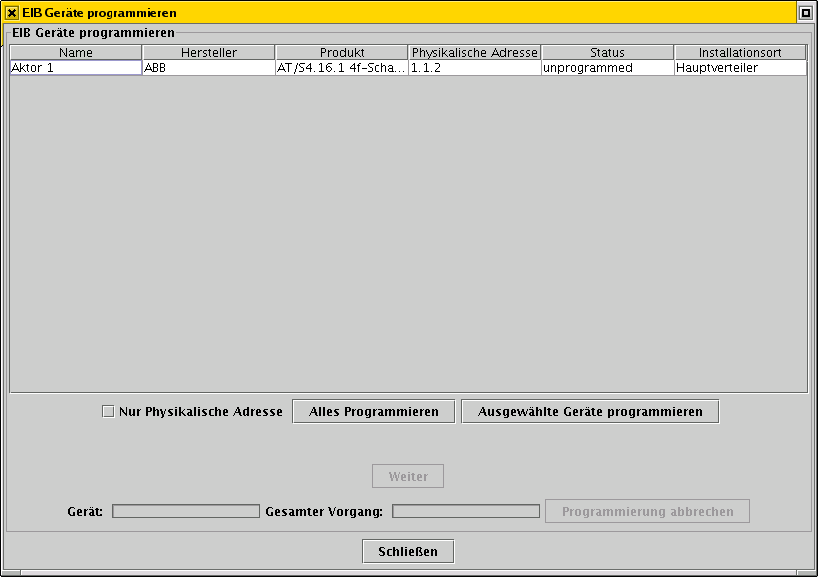 EIB Geräte programmieren
EIB Geräte programmieren
Name Hersteller Produkt Physikalische Adresse Status Installationsort
Aktor 1 ABB AT/S4.16.1 4f-Scha... 1.1.2 unprogrammed Hauptverteiler
Nur Physikalische Adresse Alles Programmieren Ausgewählte Geräte programmieren
Weiter
Gerät: Gesamter Vorgang: Programmierung abbrechen
Schließen